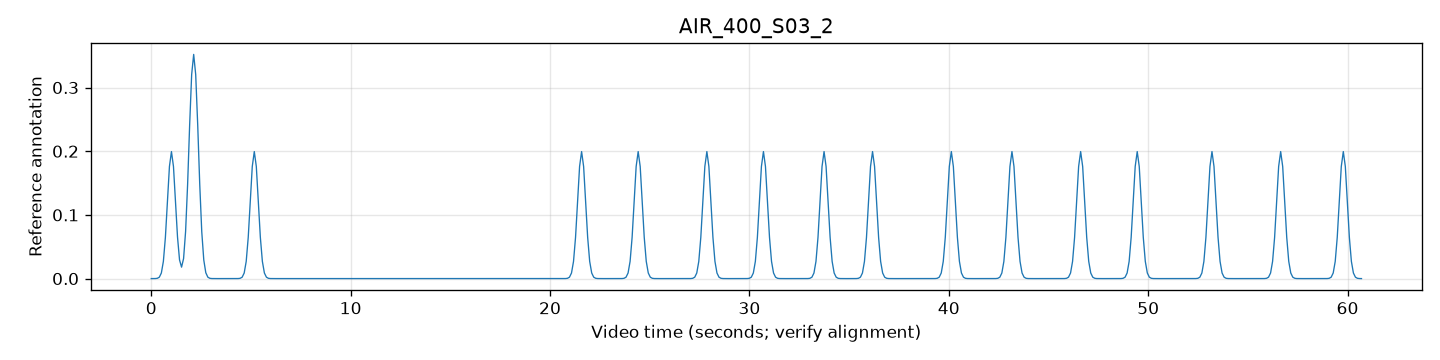 AIR_400_S03_2
Reference annotation
0.3
0.2
0.1
0.0
0 10 20 30 40 50 60
Video time (seconds; verify alignment)